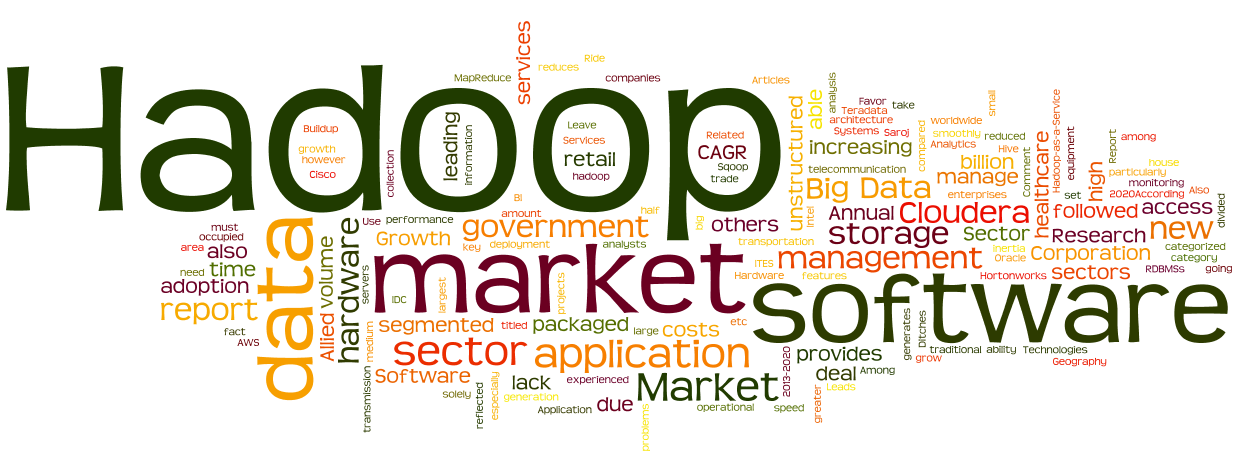 Hadoop
services
Ride
reduces
MapReduce
companies
Articles
Buildup
growth
however
Cisco
collection
leading
information
Leave
Services
retail
hadoop
Related
CAGR
Sqoop
trade
unstructured
able
analysis
Favor
take
Teradata
architecture
Systems
Saroj
increasing
telecommunication
compared
worldwide
smoothly
reduced
Analytics
Hive
small
billion
manage
enterprises
Comment
healthcare
Hadoop-as-a-Service
equipment
set
high
Report
among
house
particularly
monitoring
2020According
Also
divided
Big Data
Intel
Annual
Cloudera
storage
Sector
followed
access
Research
new
BI
amount
half
big
others
Use
performance
government
Growth
key
deployment
analysts
transportation
ITES
management
inertia
Oracle
Corporation
categorized
category
Hardware
features
Hortonworks
sectors
RDBMSs
going
must
occupied
area
also
need
time
adoption
report
fact
AWS
data
Allied
volume
hardware
servers
IDC
market
largest
projects
software
medium
segmented
titled
packaged
large
costs
etc
sector
application
2013-2020
provides
generates
Ditches
traditional
ability
Technologies
grow
Geography
deal
Among
Leads
greater
transmission
Software
solely
reflected
especially
lack
generation
experienced
Application
due
Market
problems
operational
speed